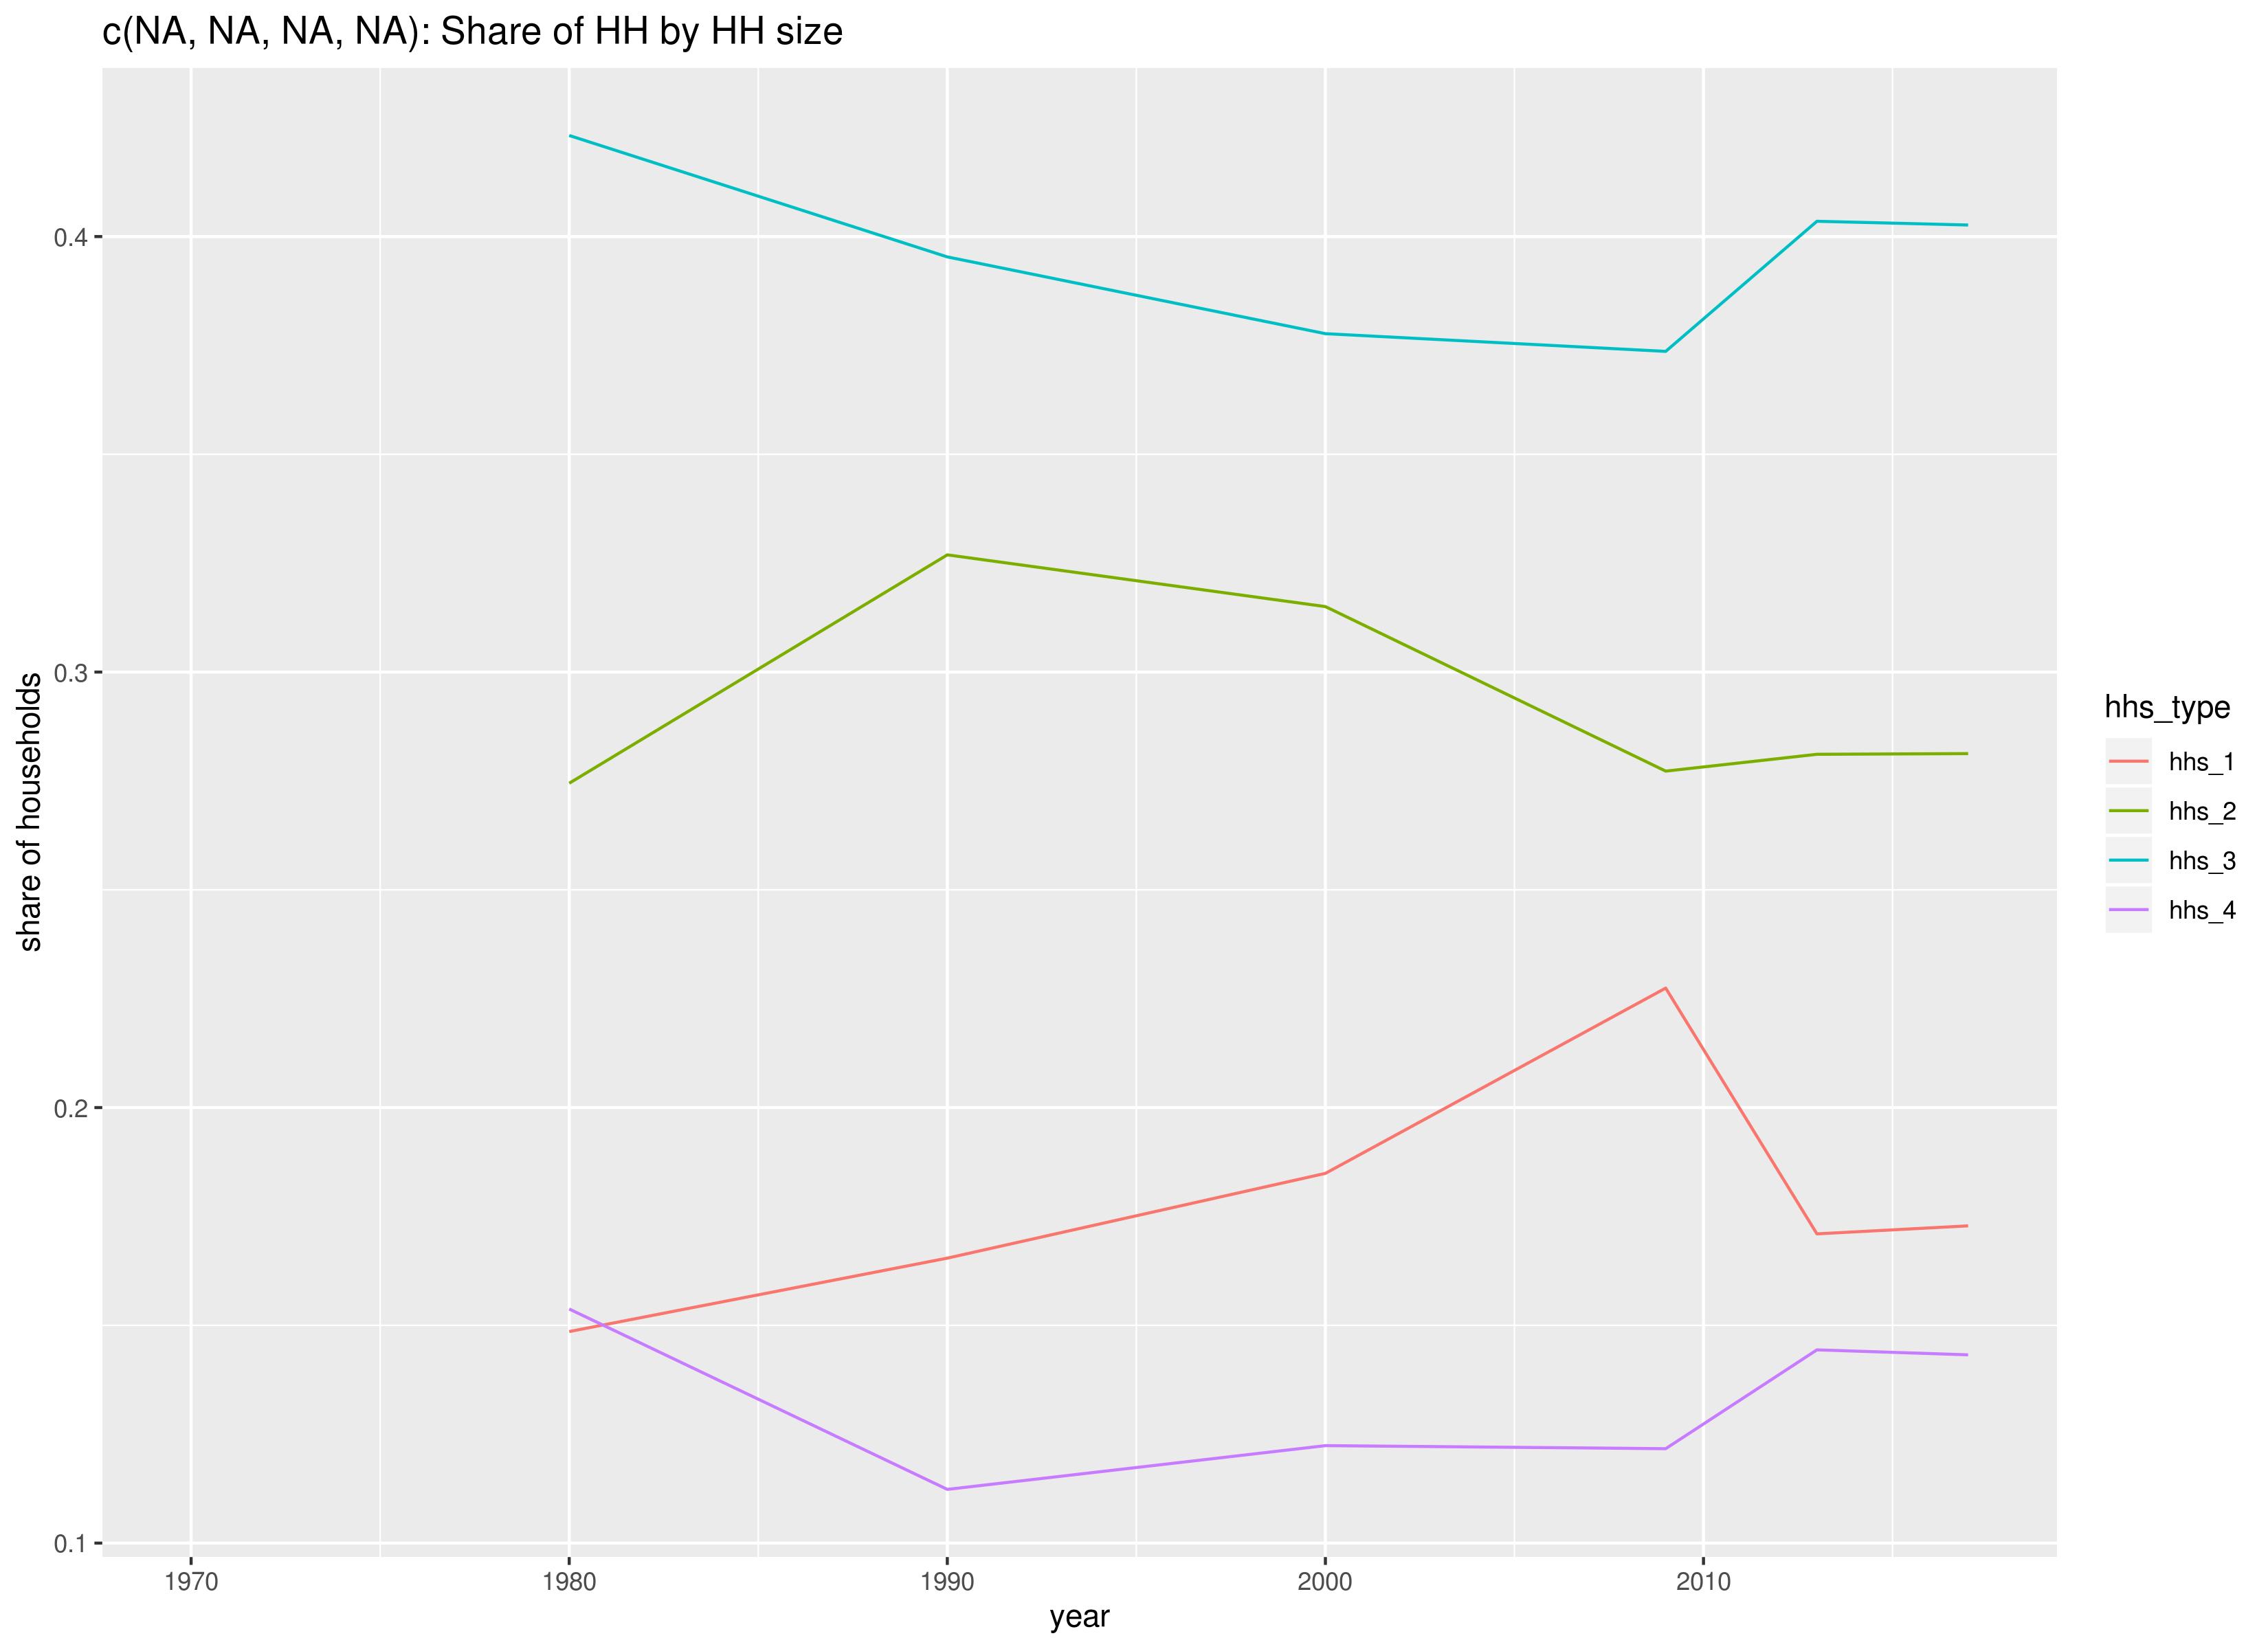 c(NA, NA, NA, NA): Share of HH by HH size
share of households
0.4
0.3
0.2
0.1
1970 1980 1990 2000 2010
year
hhs_type
hhs_1
hhs_2
hhs_3
hhs_4